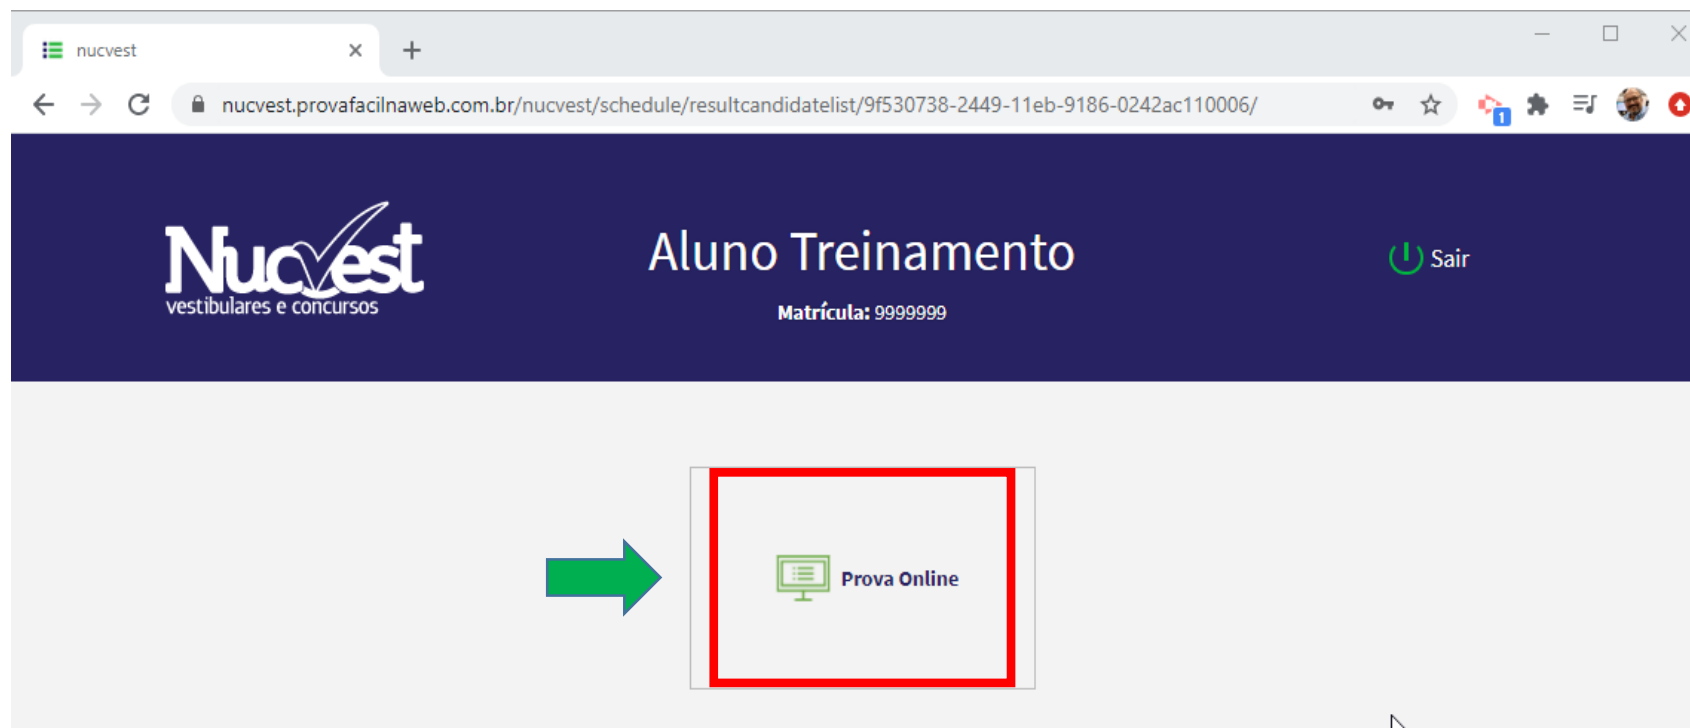 nucvest
nucvest.provafacilnaweb.com.br/nucvest/schedule/resultcandidatelist/9f530738-2449-11eb-9186-0242ac110006/
1
Nucvest
vestibulares e concursos
Aluno Treinamento
Matrícula: 9999999
Sair
Prova Online